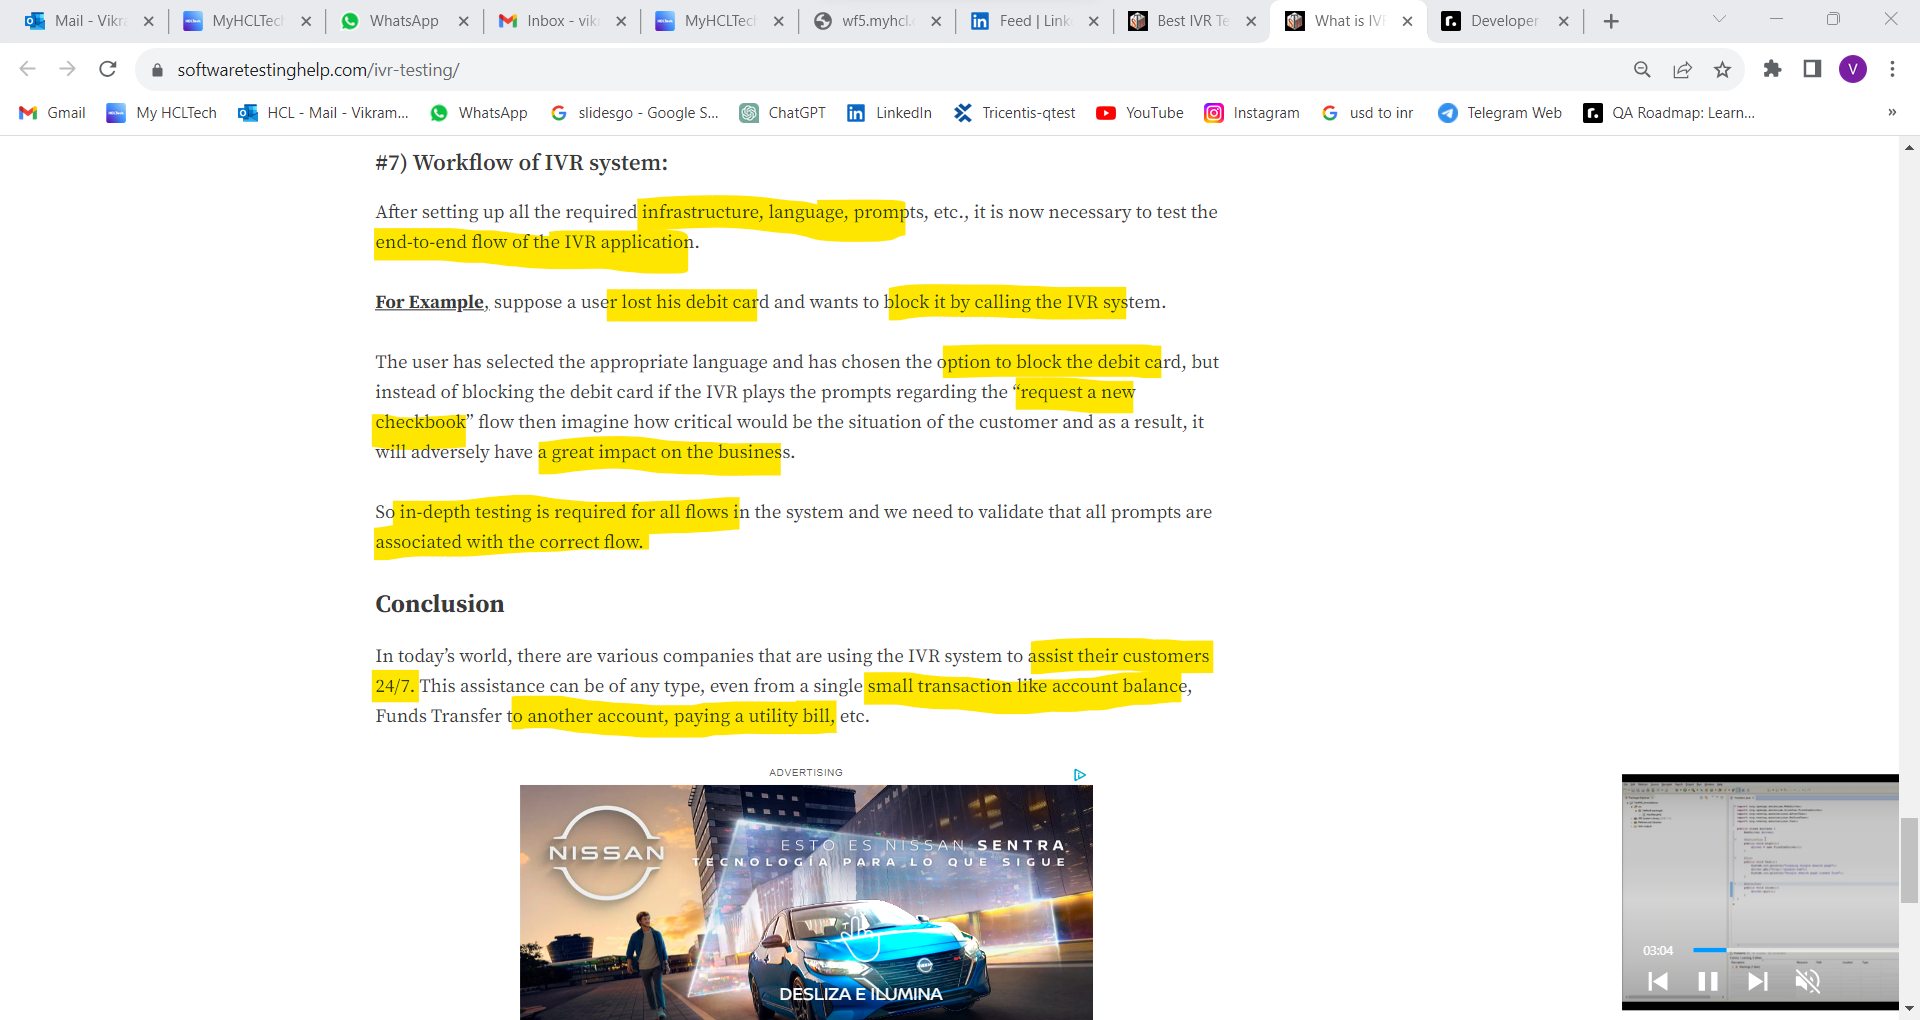 Mail - Vikra
MyHCLTech
WhatsApp
Inbox - vik
MyHCLTec
wf5.myhcl.
Feed | Link
Best IVR Te
What is IVR
Developer
softwaretestinghelp.com/ivr-testing/
V
Gmail
My HCLTech
HCL - Mail - Vikram...
WhatsApp
slidesgo - Google S...
ChatGPT
LinkedIn
Tricentis-qtest
YouTube
Instagram
usd to inr
Telegram Web
QA Roadmap: Learn...
#7) Workflow of IVR system:
After setting up all the required infrastructure, language, prompts, etc., it is now necessary to test the
end-to-end flow of the IVR application.
For Example, suppose a user lost his debit card and wants to block it by calling the IVR system.
The user has selected the appropriate language and has chosen the option to block the debit card, but
instead of blocking the debit card if the IVR plays the prompts regarding the “request a new
checkbook” flow then imagine how critical would be the situation of the customer and as a result, it
will adversely have a great impact on the business.
So in-depth testing is required for all flows in the system and we need to validate that all prompts are
associated with the correct flow.
Conclusion
In today’s world, there are various companies that are using the IVR system to assist their customers
24/7. This assistance can be of any type, even from a single small transaction like account balance,
Funds Transfer to another account, paying a utility bill, etc.
ADVERTISING
NISSAN
ESTO ES NISSAN SENTRA
TECNOLOGÍA PARA LO QUE SIGUE
DESLIZA E ILUMINA
03:04